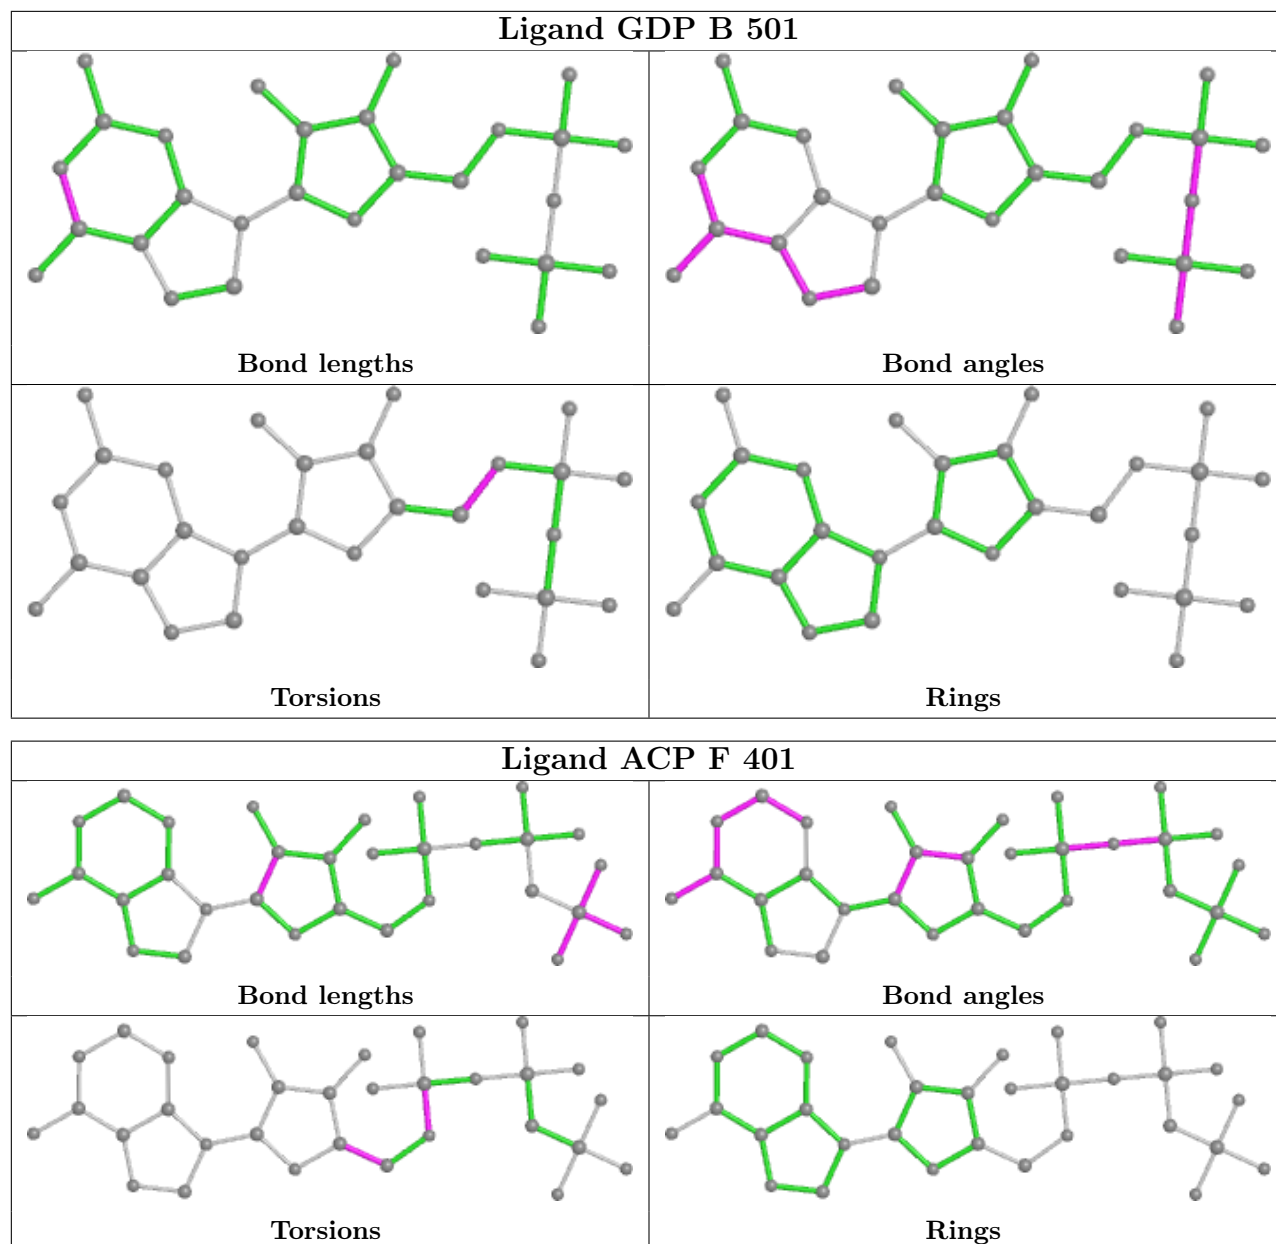 Ligand GDP B 501
Bond lengths
Bond angles
Torsions
Rings
Ligand ACP F 401
Bond lengths
Bond angles
Torsions
Rings